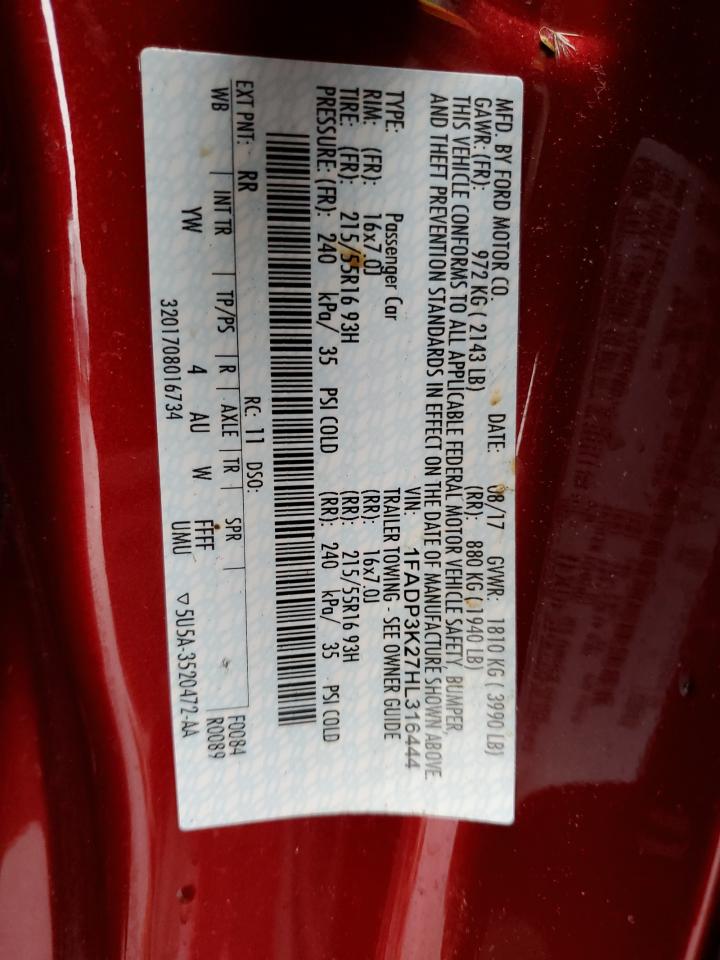 MFD. BY FORD MOTOR CO. DATE: 08/17 GVWR: 1810 KG ( 3990 LB)
GAWR: (FR): 972 KG ( 2143 LB) (RR): 880 KG ( 1940 LB)
THIS VEHICLE CONFORMS TO ALL APPLICABLE FEDERAL MOTOR VEHICLE SAFETY, BUMPER,
AND THEFT PREVENTION STANDARDS IN EFFECT ON THE DATE OF MANUFACTURE SHOWN ABOVE.
VIN: 1FADP3K27HL316444
TYPE: Passenger Car TRAILER TOWING - SEE OWNER GUIDE
RIM: (FR): 16x7.0J (RR): 16x7.0J
TIRE: (FR): 215/55R16 93H (RR): 215/55R16 93H
PRESSURE: (FR): 240 kPa/ 35 PSI COLD (RR): 240 kPa/ 35 PSI COLD
EXT PNT: RR RC: 11 DSO: F0084
WB | INT TR | TP/PS | R | AXLE | TR | SPR | R0089
YW 4 AU W FFFF
UMU
3201708016734 ▽5U5A-3520472-AA